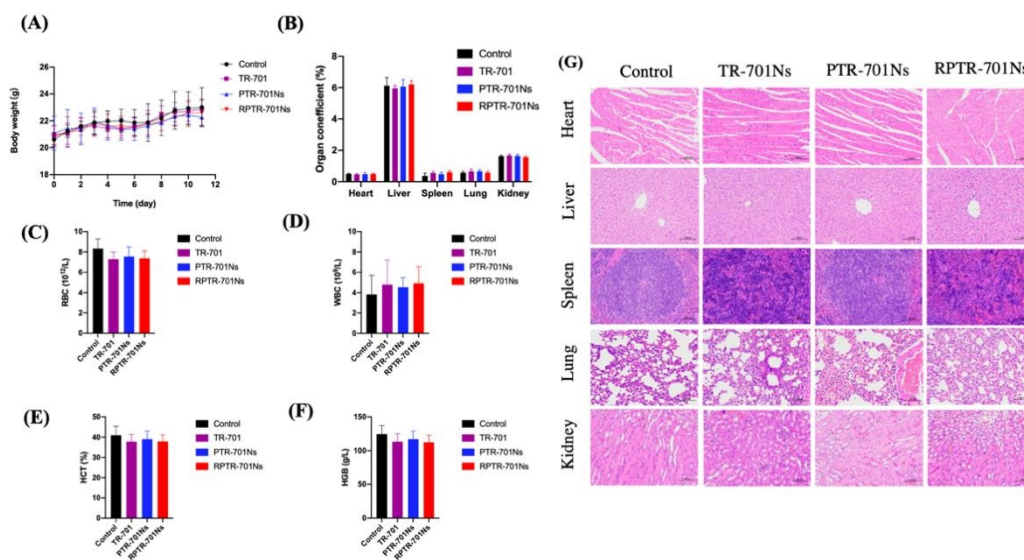 (A)
Body weight (g)
26
24
22
20
18
0 2 4 6 8 10 12
Time (day)
Control
TR-701
PTR-701Ns
RPTR-701Ns
(B)
Organ conefficient (%)
8
6
4
2
0
Heart Liver Spleen Lung Kidney
Control
TR-701
PTR-701Ns
RPTR-701Ns
(C)
RBC (10¹²/L)
10
8
6
4
2
0
Control TR-701 PTR-701Ns RPTR-701Ns
Control
TR-701
PTR-701Ns
RPTR-701Ns
(D)
WBC (10⁹/L)
10
8
6
4
2
0
Control TR-701 PTR-701Ns RPTR-701Ns
Control
TR-701
PTR-701Ns
RPTR-701Ns
(E)
HCT (%)
50
40
30
20
10
0
Control TR-701 PTR-701Ns RPTR-701Ns
Control
TR-701
PTR-701Ns
RPTR-701Ns
(F)
HGB (g/L)
150
100
50
0
Control TR-701 PTR-701Ns RPTR-701Ns
Control
TR-701
PTR-701Ns
RPTR-701Ns
(G)
Control TR-701Ns PTR-701Ns RPTR-701Ns
Heart
Liver
Spleen
Lung
Kidney